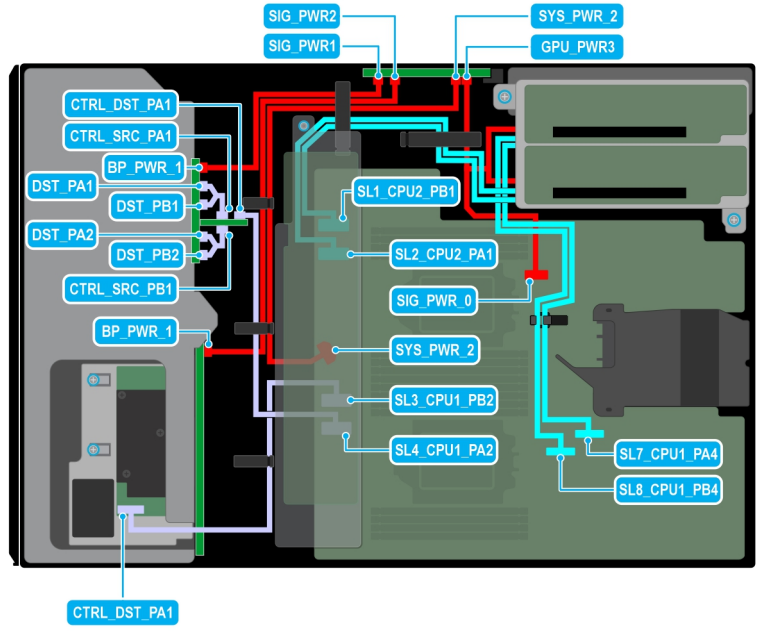 SIG_PWR2
SYS_PWR_2
SIG_PWR1
GPU_PWR3
CTRL_DST_PA1
CTRL_SRC_PA1
BP_PWR_1
DST_PA1
SL1_CPU2_PB1
DST_PB1
DST_PA2
DST_PB2
SL2_CPU2_PA1
CTRL_SRC_PB1
SIG_PWR_0
BP_PWR_1
SYS_PWR_2
SL3_CPU1_PB2
SL4_CPU1_PA2
SL7_CPU1_PA4
SL8_CPU1_PB4
CTRL_DST_PA1